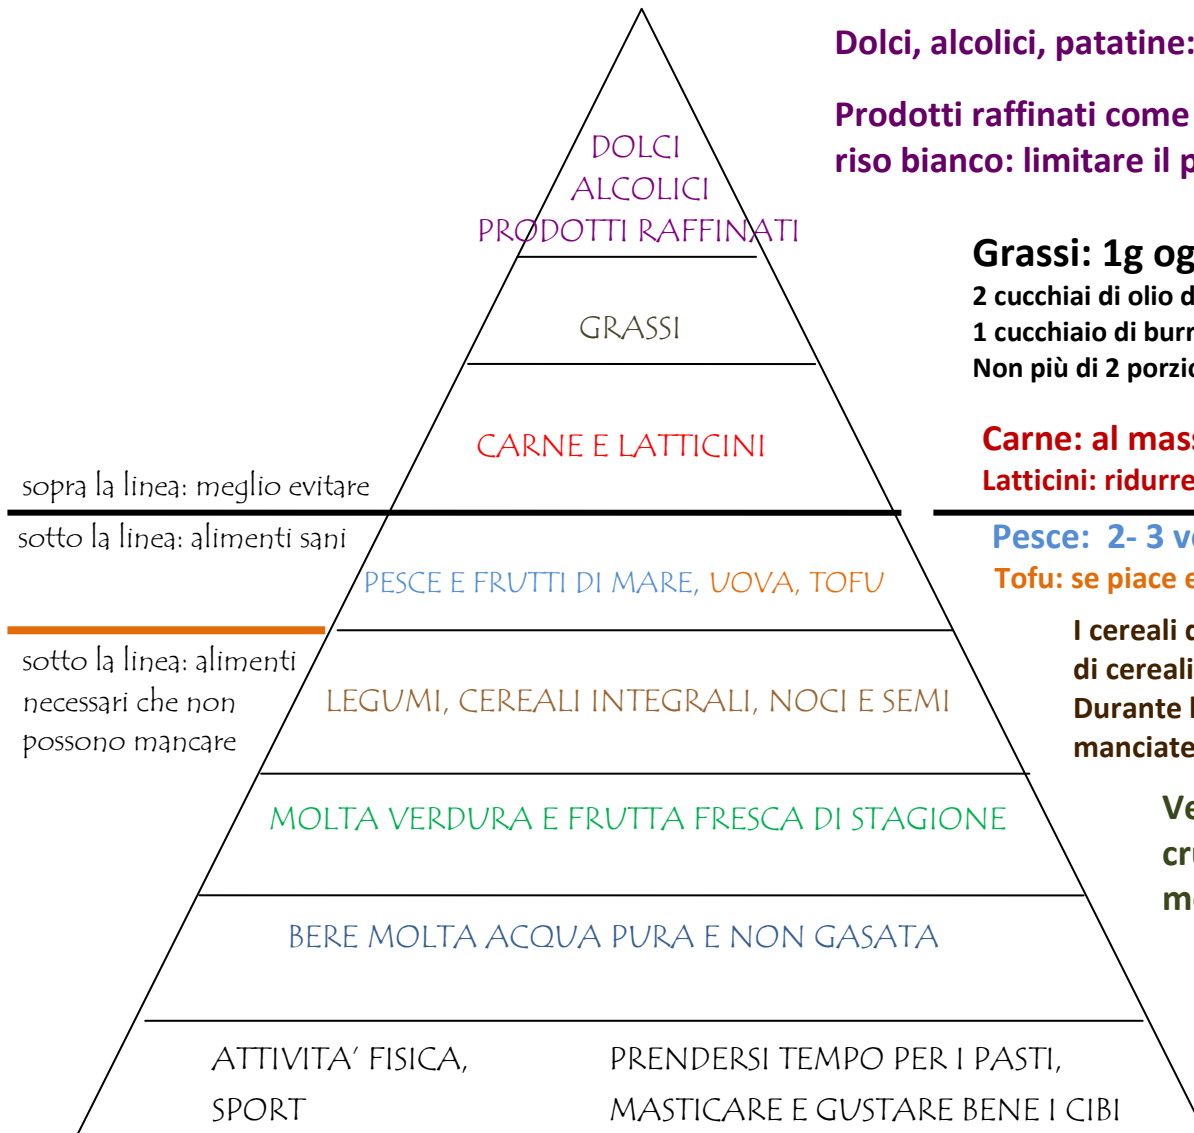 Dolci, alcolici, patatine:
Prodotti raffinati come
riso bianco: limitare il
DOLCI
ALCOLICI
PRODOTTI RAFFINATI
Grassi: 1g
2 cucchiai di olio
1 cucchiaio di
Non più di 2
GRASSI
Carne: al
Latticini: ridurre
CARNE E LATTICINI
sopra la linea: meglio evitare
sotto la linea: alimenti sani
Pesce: 2- 3
Tofu: se piace
PESCE E FRUTTI DI MARE, UOVA, TOFU
I cereali
di cereali
Durante
manciate
sotto la linea: alimenti
necessari che non
possono mancare
LEGUMI, CEREALI INTEGRALI, NOCI E SEMI
MOLTA VERDURA E FRUTTA FRESCA DI STAGIONE
BERE MOLTA ACQUA PURA E NON GASATA
ATTIVITA' FISICA,
SPORT
PRENDERSI TEMPO PER I PASTI,
MASTICARE E GUSTARE BENE I CIBI